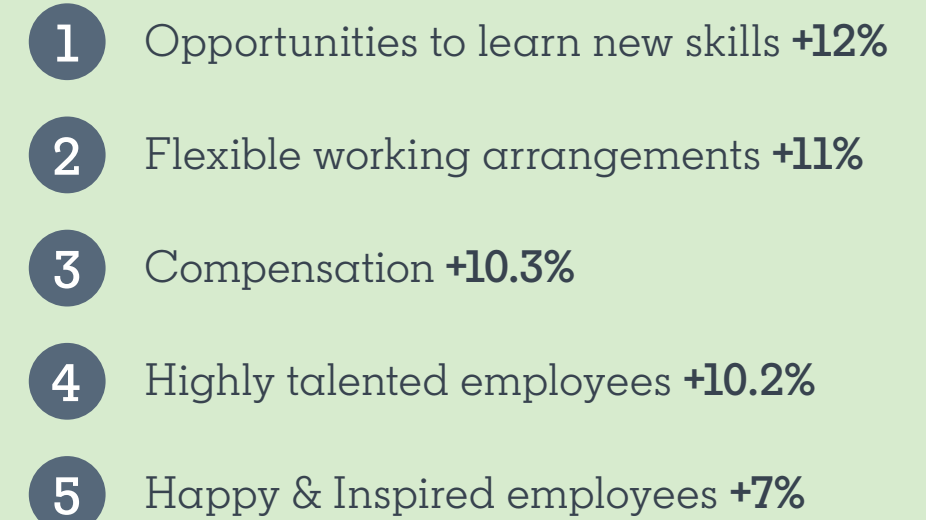 1 Opportunities to learn new skills +12%
2 Flexible working arrangements +11%
3 Compensation +10.3%
4 Highly talented employees +10.2%
5 Happy & Inspired employees +7%